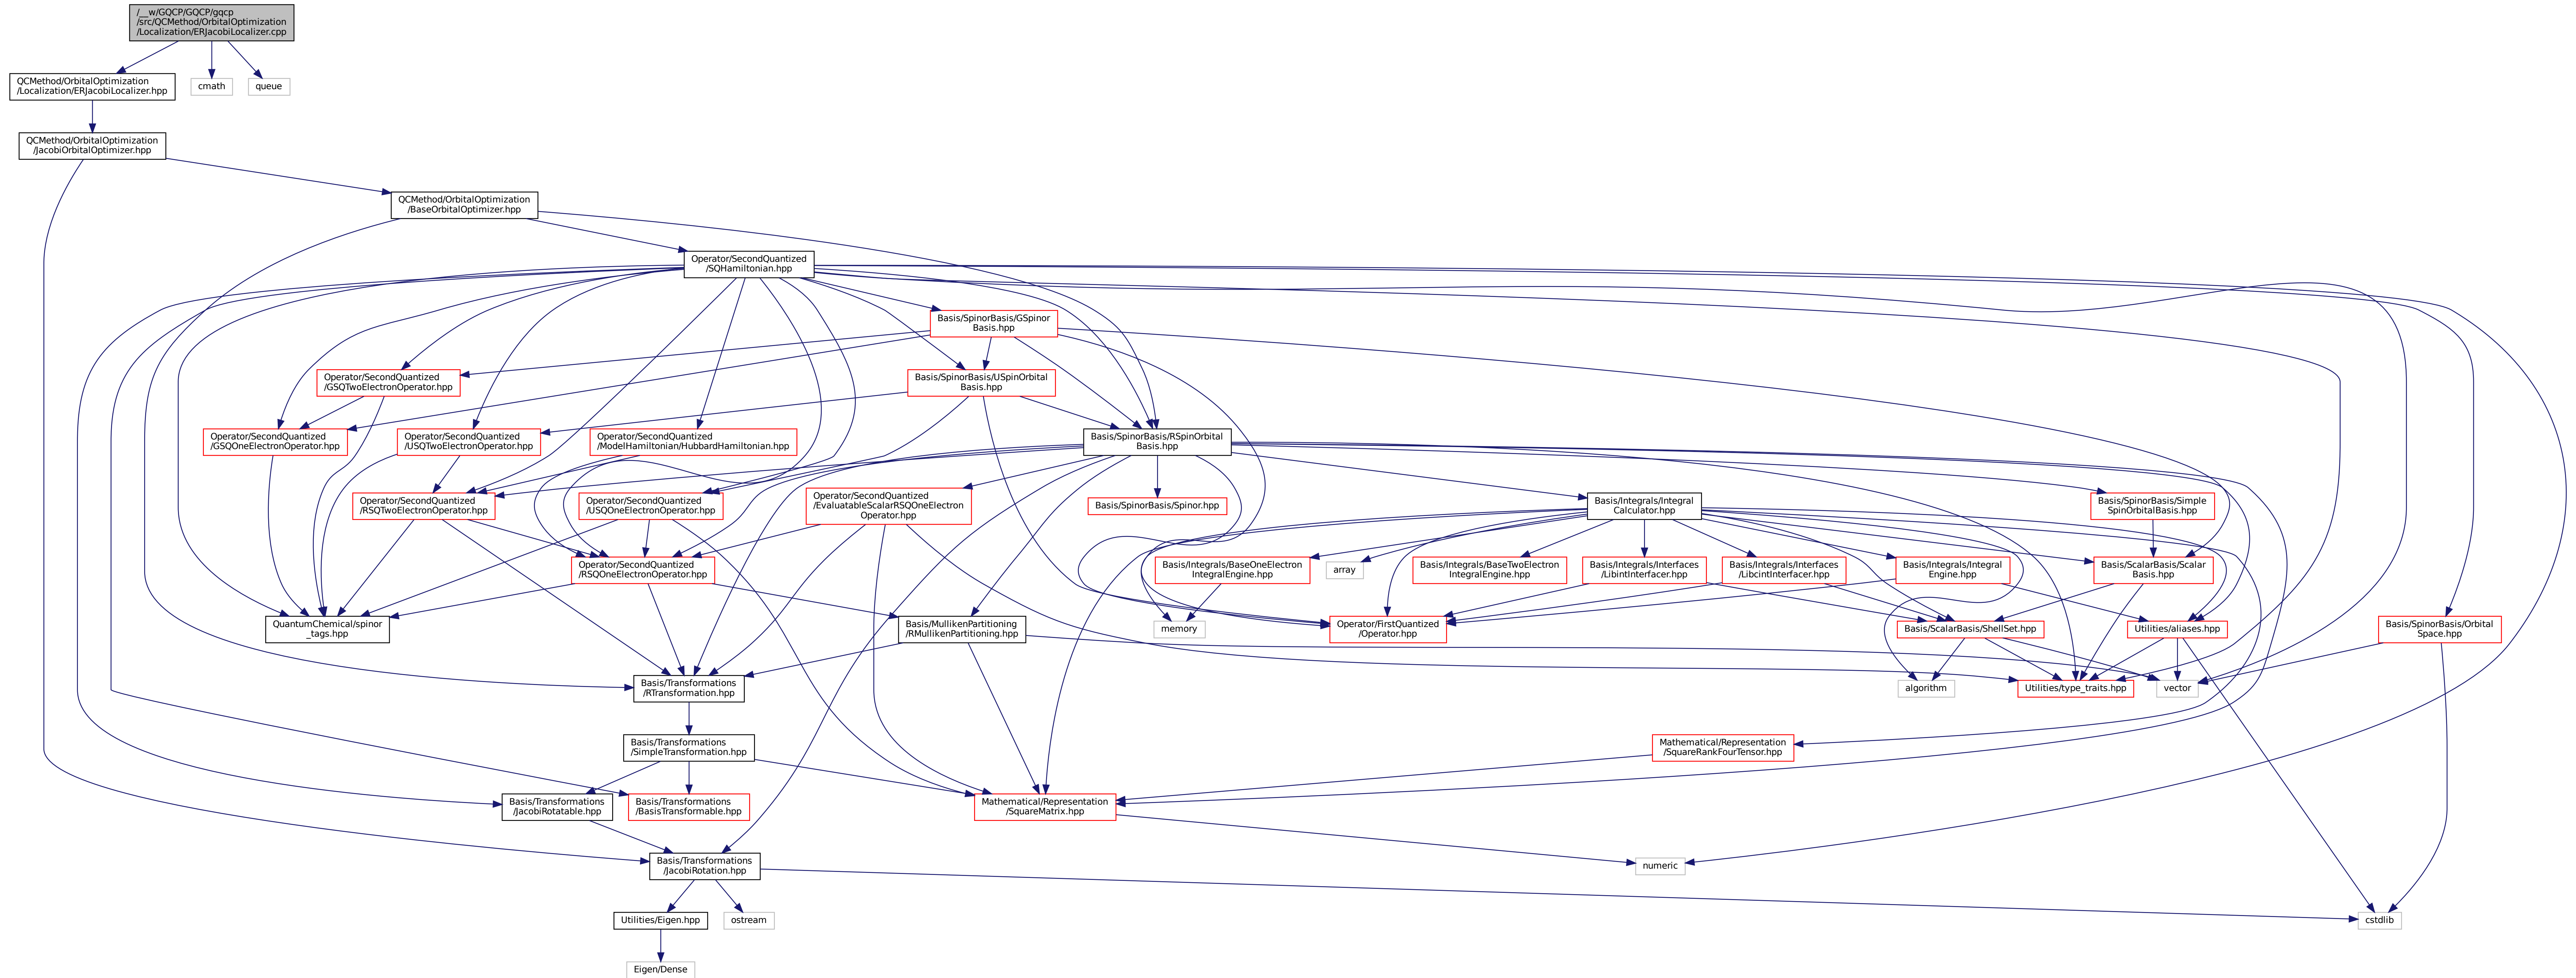 /__w/GQCP/GQCP/gqcp
/src/QCMethod/OrbitalOptimization
/Localization/ERJacobiLocalizer.cpp
QCMethod/OrbitalOptimization
/Localization/ERJacobiLocalizer.hpp
cmath
queue
QCMethod/OrbitalOptimization
/JacobiOrbitalOptimizer.hpp
QCMethod/OrbitalOptimization
/BaseOrbitalOptimizer.hpp
Operator/SecondQuantized
/SQHamiltonian.hpp
Basis/SpinorBasis/GSpinor
Basis.hpp
Operator/SecondQuantized
/GSQTwoElectronOperator.hpp
Basis/SpinorBasis/USpinOrbital
Basis.hpp
Operator/SecondQuantized
/GSQOneElectronOperator.hpp
Operator/SecondQuantized
/USQTwoElectronOperator.hpp
Operator/SecondQuantized
/ModelHamiltonian/HubbardHamiltonian.hpp
Basis/SpinorBasis/RSpinOrbital
Basis.hpp
Operator/SecondQuantized
/RSQTwoElectronOperator.hpp
Operator/SecondQuantized
/USQOneElectronOperator.hpp
Operator/SecondQuantized
/EvaluatableScalarRSQOneElectron
Operator.hpp
Basis/SpinorBasis/Spinor.hpp
Basis/Integrals/Integral
Calculator.hpp
Basis/SpinorBasis/Simple
SpinOrbitalBasis.hpp
Operator/SecondQuantized
/RSQOneElectronOperator.hpp
Basis/Integrals/BaseOneElectron
IntegralEngine.hpp
array
Basis/Integrals/BaseTwoElectron
IntegralEngine.hpp
Basis/Integrals/Interfaces
/LibintInterfacer.hpp
Basis/Integrals/Interfaces
/LibcintInterfacer.hpp
Basis/Integrals/Integral
Engine.hpp
Basis/ScalarBasis/Scalar
Basis.hpp
QuantumChemical/spinor
_tags.hpp
Basis/MullikenPartitioning
/RMullikenPartitioning.hpp
memory
Operator/FirstQuantized
/Operator.hpp
Basis/ScalarBasis/ShellSet.hpp
Utilities/aliases.hpp
Basis/SpinorBasis/Orbital
Space.hpp
Basis/Transformations
/RTransformation.hpp
algorithm
Utilities/type_traits.hpp
vector
Basis/Transformations
/SimpleTransformation.hpp
Mathematical/Representation
/SquareRankFourTensor.hpp
Basis/Transformations
/JacobiRotatable.hpp
Basis/Transformations
/BasisTransformable.hpp
Mathematical/Representation
/SquareMatrix.hpp
Basis/Transformations
/JacobiRotation.hpp
numeric
Utilities/Eigen.hpp
ostream
cstdlib
Eigen/Dense